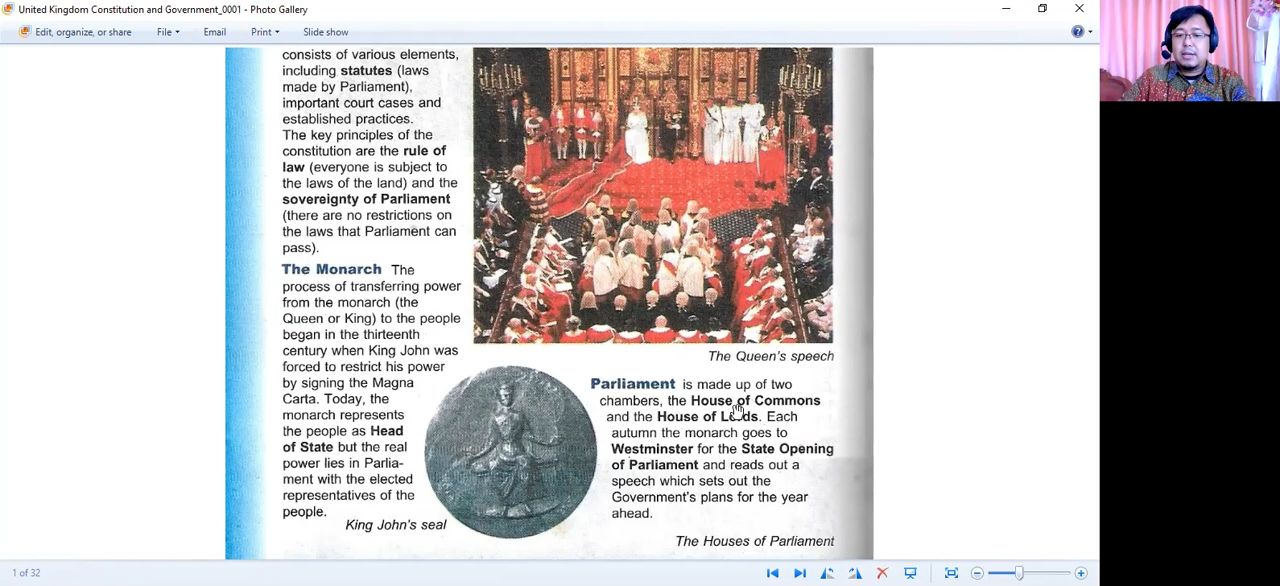 United Kingdom Constitution and Government_0001 - Photo Gallery
Edit, organize, or share
File
Email
Print
Slide show
consists of various elements,
including statutes (laws
made by Parliament),
important court cases and
established practices.
The key principles of the
constitution are the rule of
law (everyone is subject to
the laws of the land) and the
sovereignty of Parliament
(there are no restrictions on
the laws that Parliament can
pass).
The Monarch The
process of transferring power
from the monarch (the
Queen or King) to the people
began in the thirteenth
century when King John was
forced to restrict his power
by signing the Magna
Carta. Today, the
monarch represents
the people as Head
of State but the real
power lies in Parlia-
ment with the elected
representatives of the
people.
King John's seal
The Queen's speech
Parliament is made up of two
chambers, the House of Commons
and the House of Lords. Each
autumn the monarch goes to
Westminster for the State Opening
of Parliament and reads out a
speech which sets out the
Government's plans for the year
ahead.
The Houses of Parliament
1 of 32